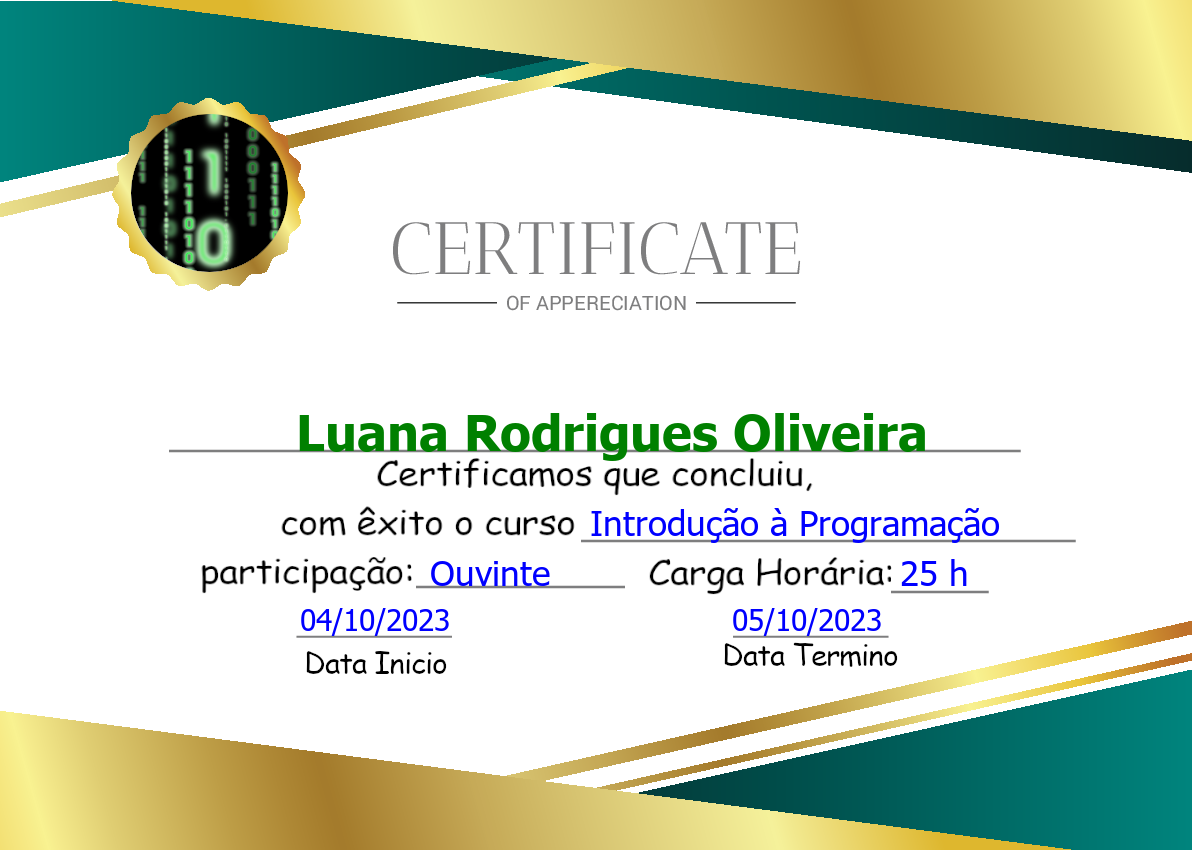 CERTIFICATE
OF APPERECIATION
Luana Rodrigues Oliveira
Certificamos que concluiu,
com êxito o curso Introdução à Programação
participação: Ouvinte Carga Horária: 25 h
04/10/2023 05/10/2023
Data Inicio Data Termino